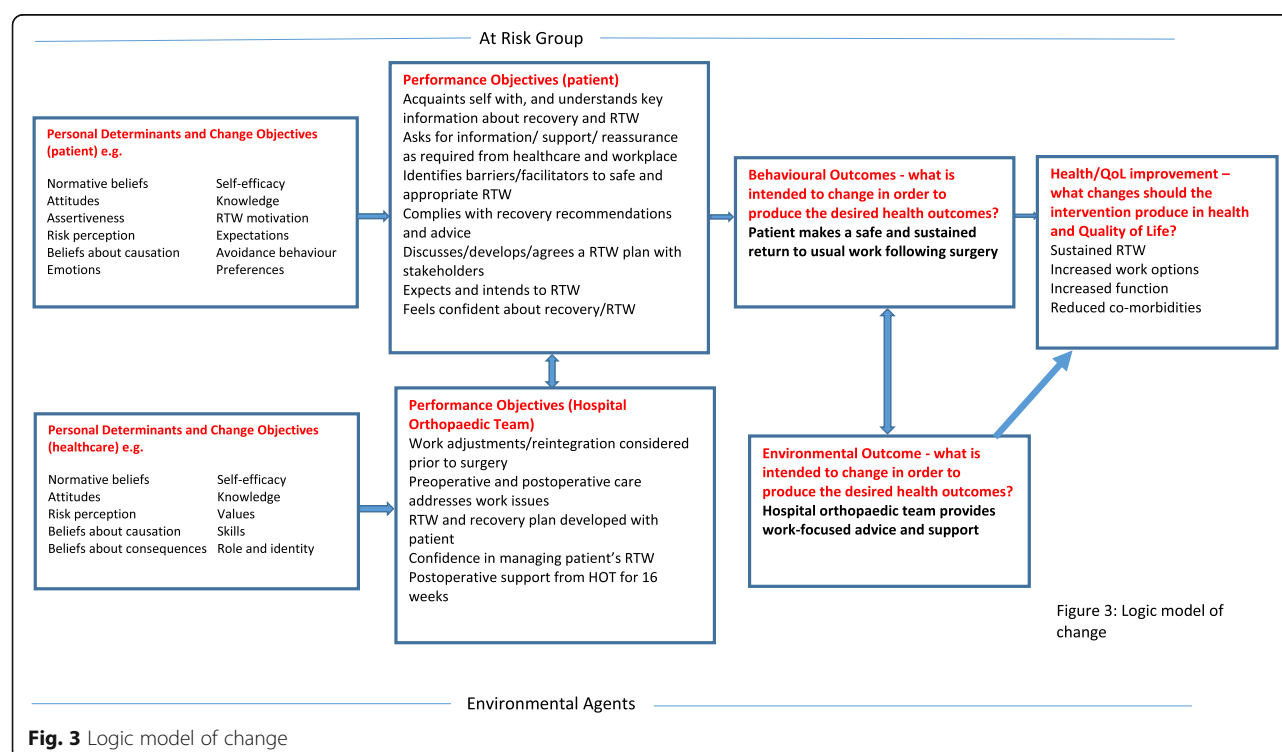 At Risk Group
Personal Determinants and Change Objectives
(patient) e.g.
Normative beliefs Self-efficacy
Attitudes Knowledge
Assertiveness RTW motivation
Risk perception Expectations
Beliefs about causation Avoidance behaviour
Emotions Preferences
Performance Objectives (patient)
Acquaints self with, and understands key
information about recovery and RTW
Asks for information/ support/ reassurance
as required from healthcare and workplace
Identifies barriers/facilitators to safe and
appropriate RTW
Complies with recovery recommendations
and advice
Discusses/develops/agrees a RTW plan with
stakeholders
Expects and intends to RTW
Feels confident about recovery/RTW
Behavioural Outcomes - what is
intended to change in order to
produce the desired health outcomes?
Patient makes a safe and sustained
return to usual work following surgery
Health/QoL improvement –
what changes should the
intervention produce in health
and Quality of Life?
Sustained RTW
Increased work options
Increased function
Reduced co-morbidities
Personal Determinants and Change Objectives
(healthcare) e.g.
Normative beliefs Self-efficacy
Attitudes Knowledge
Risk perception Values
Beliefs about causation Skills
Beliefs about consequences Role and identity
Performance Objectives (Hospital
Orthopaedic Team)
Work adjustments/reintegration considered
prior to surgery
Preoperative and postoperative care
addresses work issues
RTW and recovery plan developed with
patient
Confidence in managing patient's RTW
Postoperative support from HOT for 16
weeks
Environmental Outcome - what is
intended to change in order to
produce the desired health outcomes?
Hospital orthopaedic team provides
work-focused advice and support
Figure 3: Logic model of
change
Environmental Agents
Fig. 3 Logic model of change